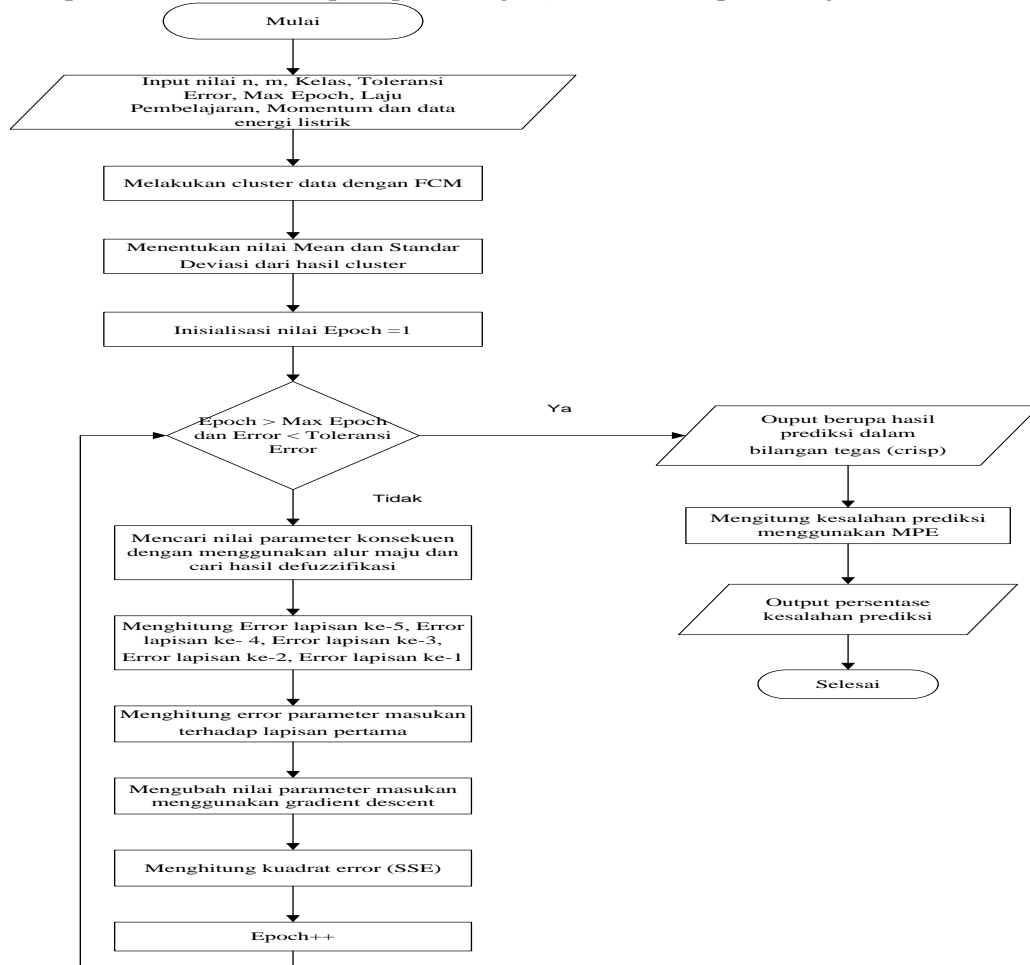 Mulai
Input nilai n, m, Kelas, Toleransi
Error, Max Epoch, Laju
Pembelajaran, Momentum dan data
energi listrik
Melakukan cluster data dengan FCM
Menentukan nilai Mean dan Standar
Deviasi dari hasil cluster
Inisialisasi nilai Epoch =1
Epoch > Max Epoch
dan Error < Toleransi
Error
Ya
Tidak
Mencari nilai parameter konsekuen
dengan menggunakan alur maju dan
cari hasil defuzzifikasi
Menghitung Error lapisan ke-5, Error
lapisan ke- 4, Error lapisan ke-3,
Error lapisan ke-2, Error lapisan ke-1
Menghitung error parameter masukan
terhadap lapisan pertama
Mengubah nilai parameter masukan
menggunakan gradient descent
Menghitung kuadrat error (SSE)
Epoch++
Ouput berupa hasil
prediksi dalam
bilangan tegas (crisp)
Mengitung kesalahan prediksi
menggunakan MPE
Output persentase
kesalahan prediksi
Selesai